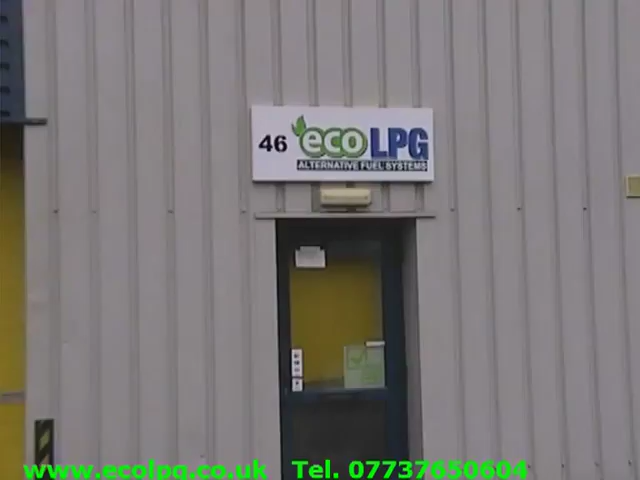 46 eco LPG
ALTERNATIVE FUEL SYSTEMS
www.ecolpg.co.uk Tel. 07737650604